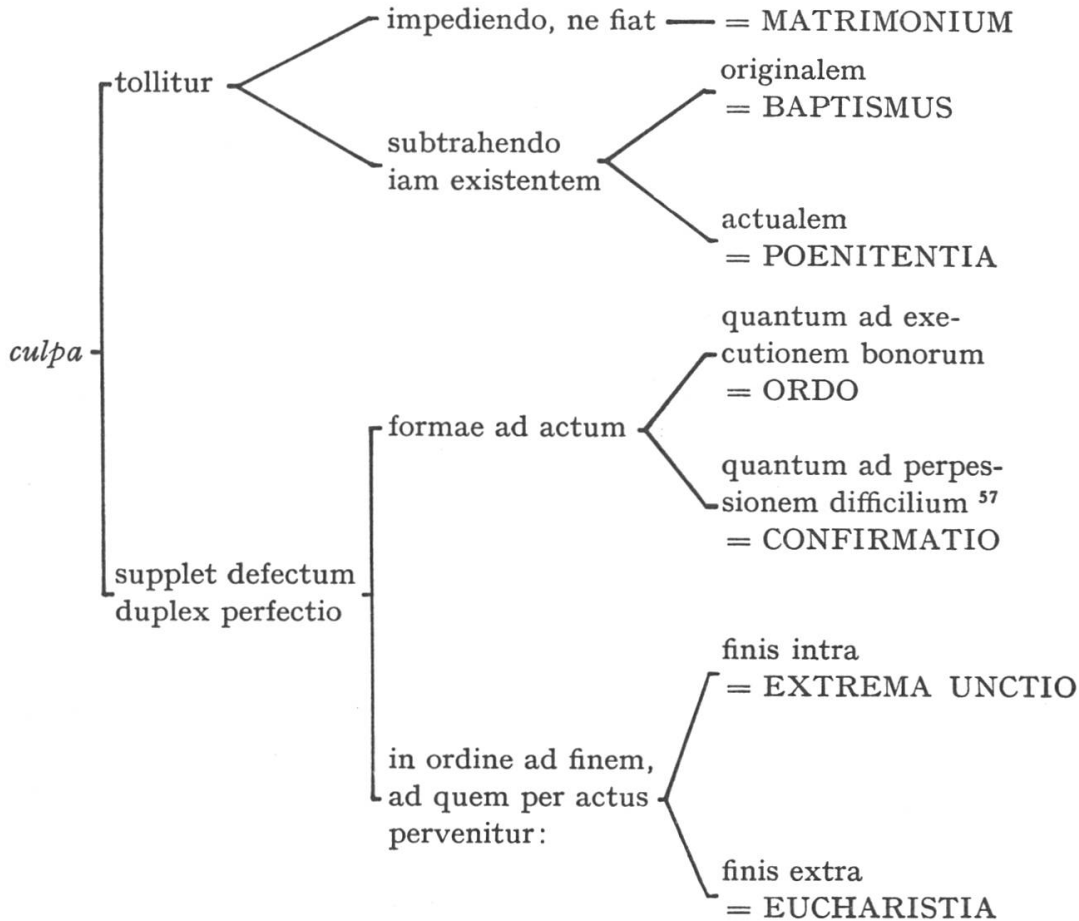 impediendo, ne fiat = MATRIMONIUM
tollitur
originalem
= BAPTISMUS
subtrahendo
iam existentem
actualem
= POENITENTIA
culpa
quantum ad exe-
cutionem bonorum
= ORDO
formae ad actum
quantum ad perpes-
sionem difficilium 57
= CONFIRMATIO
supplet defectum
duplex perfectio
finis intra
= EXTREMA UNCTIO
in ordine ad finem,
ad quem per actus
pervenitur:
finis extra
= EUCHARISTIA